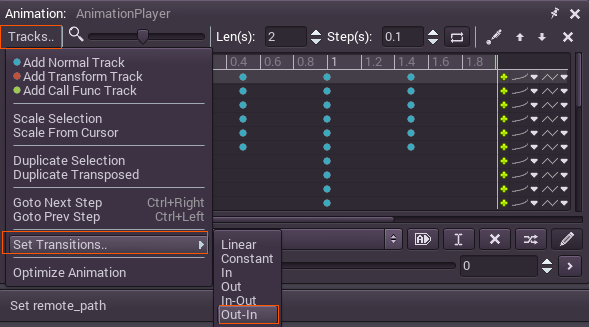 Animation: AnimationPlayer
Tracks.. Len(s): 2 Step(s): 0.1
0.4 0.6 0.8 1 1.2 1.4 1.6 1.8
Add Normal Track
Add Transform Track
Add Call Func Track
Scale Selection
Scale From Cursor
Duplicate Selection
Duplicate Transposed
Goto Next Step Ctrl+Right
Goto Prev Step Ctrl+Left
Set Transitions..
Optimize Animation
Linear
Constant
In
Out
In-Out
Out-In
0
Set remote_path